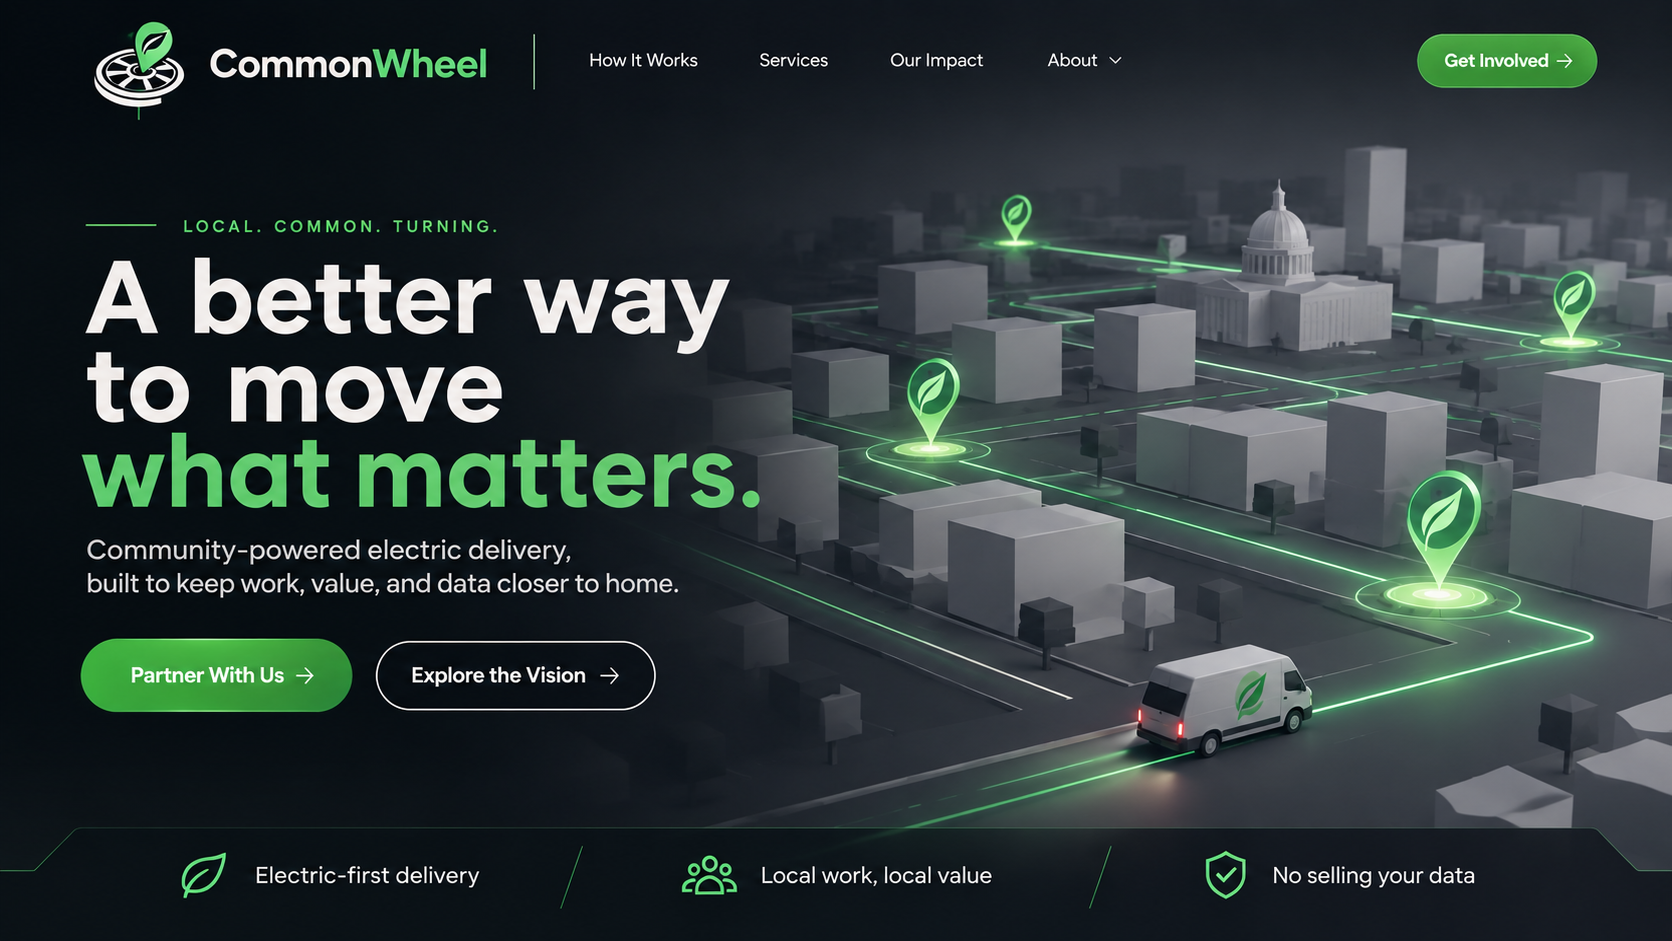 CommonWheel
How It Works
Services
Our Impact
About
Get Involved →
LOCAL. COMMON. TURNING.
A better way
to move
what matters.
Community-powered electric delivery,
built to keep work, value, and data closer to home.
Partner With Us →
Explore the Vision →
Electric-first delivery
Local work, local value
No selling your data